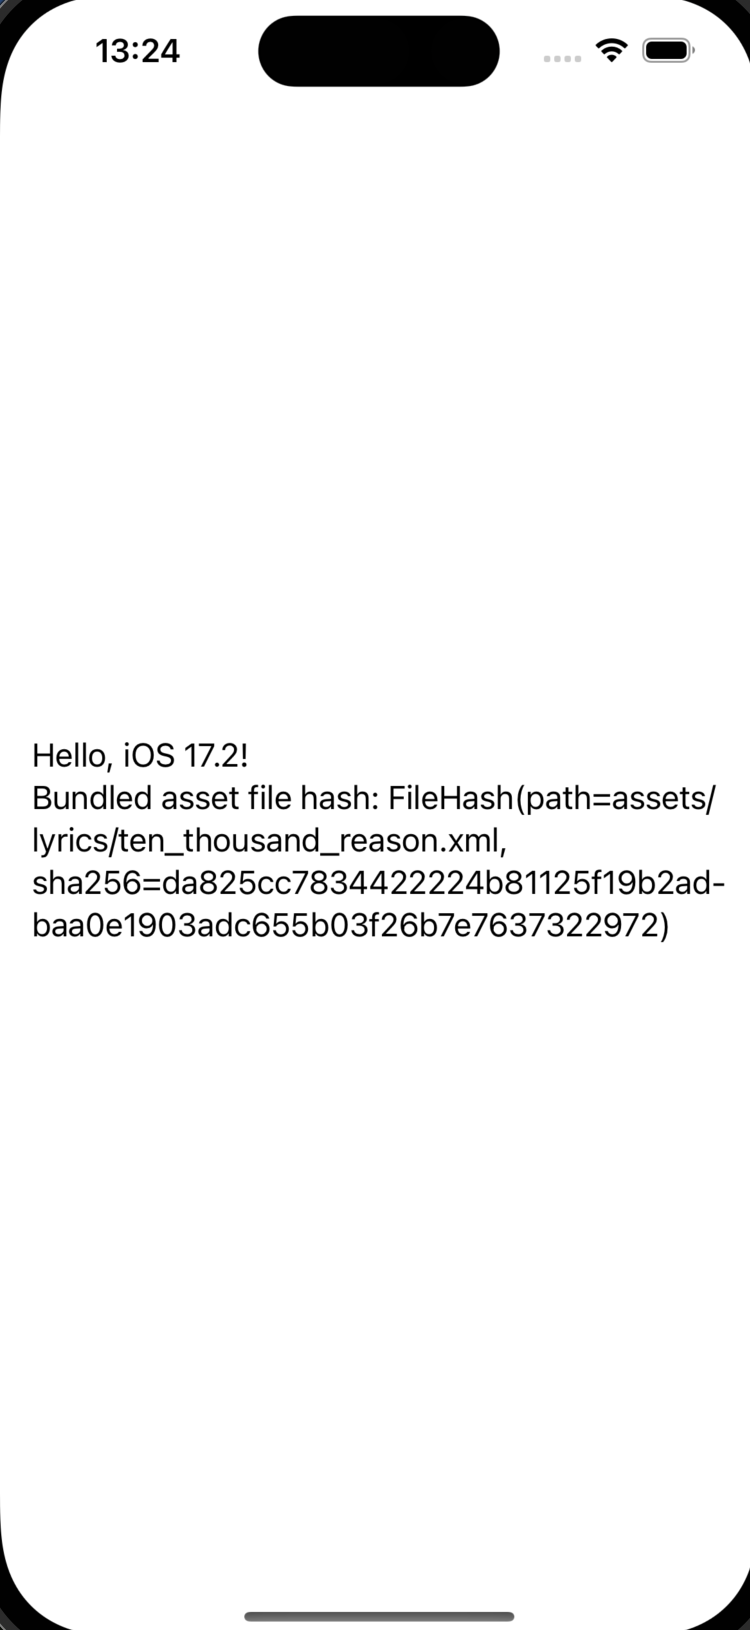 13:24
Hello, iOS 17.2!
Bundled asset file hash: FileHash(path=assets/
lyrics/ten_thousand_reason.xml,
sha256=da825cc7834422224b81125f19b2ad-
baa0e1903adc655b03f26b7e7637322972)